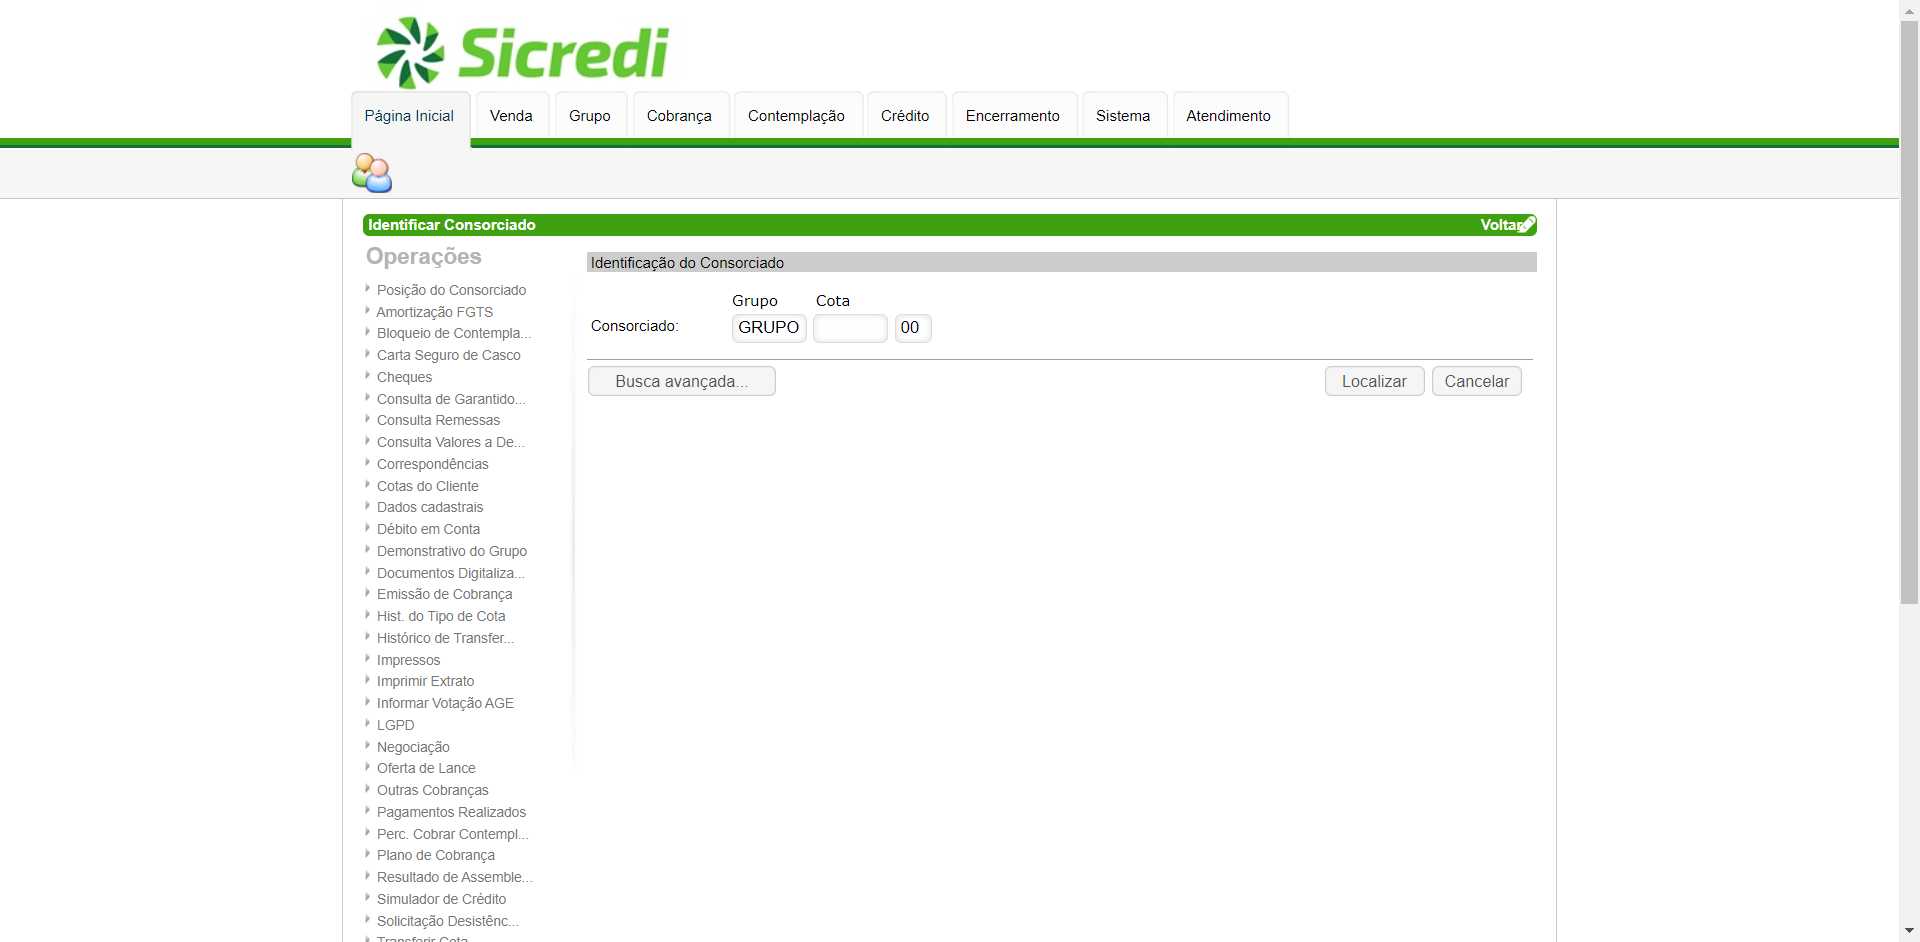 Sicredi
Página Inicial
Venda
Grupo
Cobrança
Contemplação
Crédito
Encerramento
Sistema
Atendimento
Identificar Consorciado
Voltar
Operações
Posição do Consorciado
Amortização FGTS
Bloqueio de Contempla...
Carta Seguro de Casco
Cheques
Consulta de Garantido...
Consulta Remessas
Consulta Valores a De...
Correspondências
Cotas do Cliente
Dados cadastrais
Débito em Conta
Demonstrativo do Grupo
Documentos Digitaliza...
Emissão de Cobrança
Hist. do Tipo de Cota
Histórico de Transfer...
Impressos
Imprimir Extrato
Informar Votação AGE
LGPD
Negociação
Oferta de Lance
Outras Cobranças
Pagamentos Realizados
Perc. Cobrar Contempl...
Plano de Cobrança
Resultado de Assemble...
Simulador de Crédito
Solicitação Desistênc...
Transferir Cota
Identificação do Consorciado
Grupo Cota
Consorciado: GRUPO 00
Busca avançada...
Localizar
Cancelar